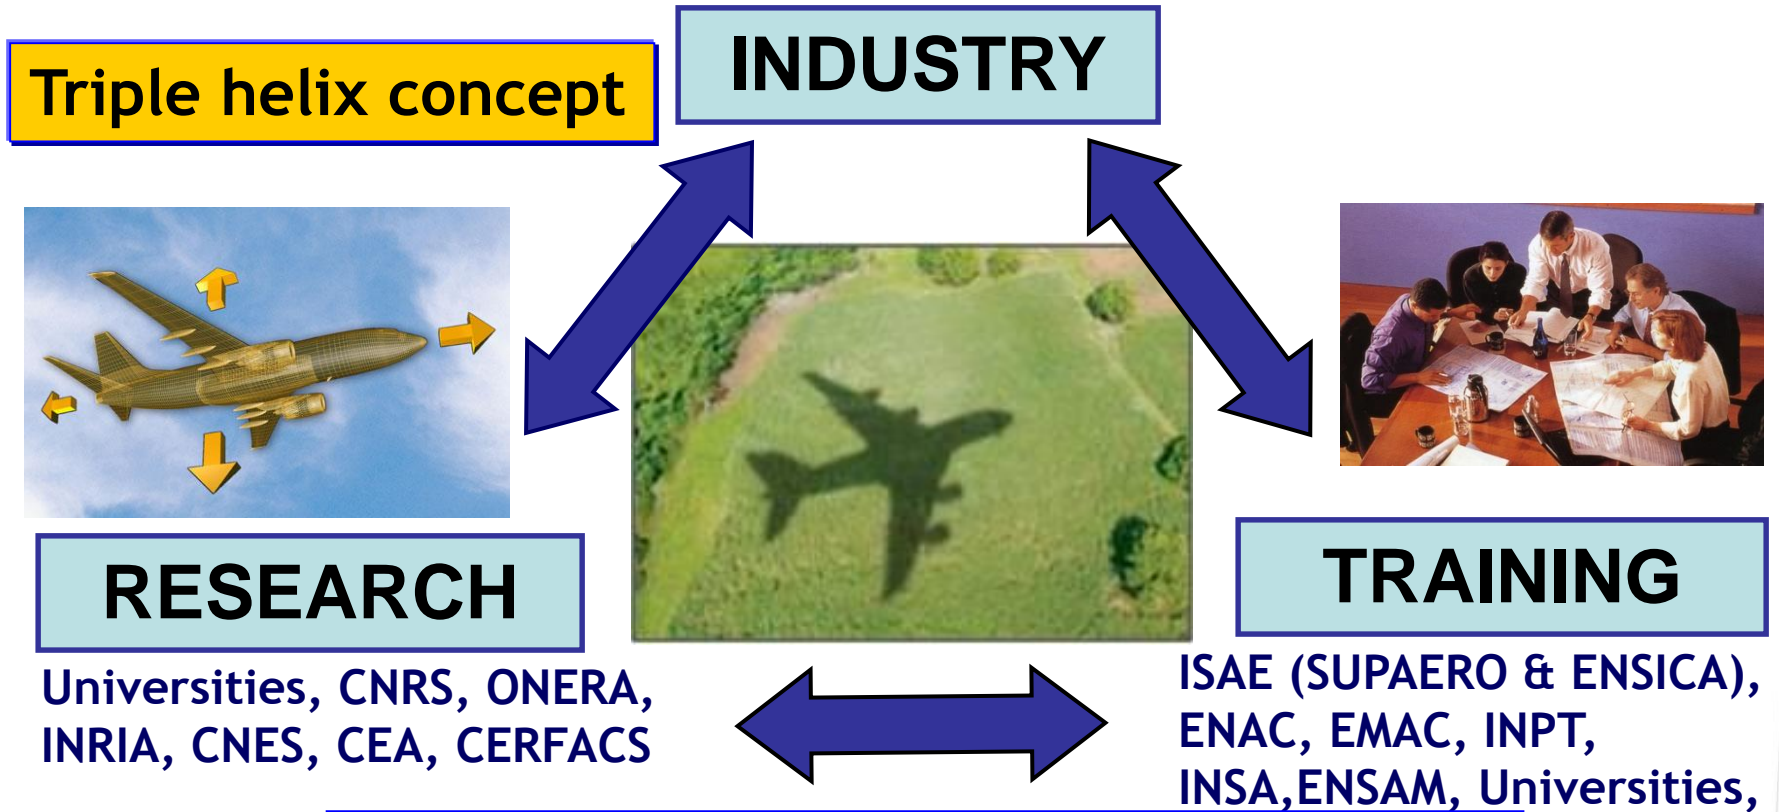 INDUSTRY
Triple helix concept
RESEARCH
Universities, CNRS, ONERA,
INRIA, CNES, CEA, CERFACS
TRAINING
ISAE (SUPAERO & ENSICA),
ENAC, EMAC, INPT,
INSA,ENSAM, Universities,